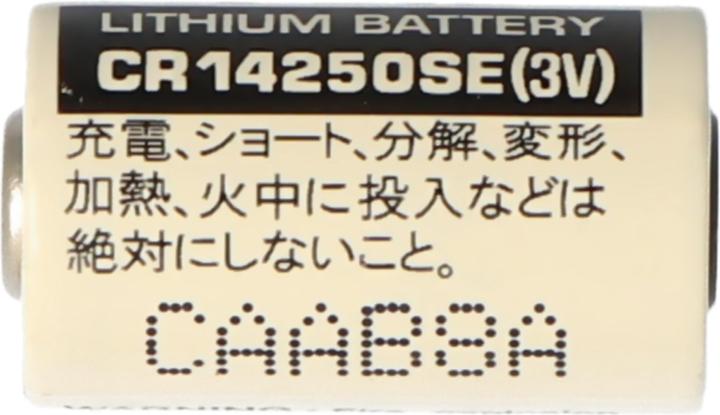 LITHIUM BATTERY
CR14250SE(3V)
充電、ショート、分解、変形、
加熱、火中に投入などは
絶対にしないこと。
CAAB8A